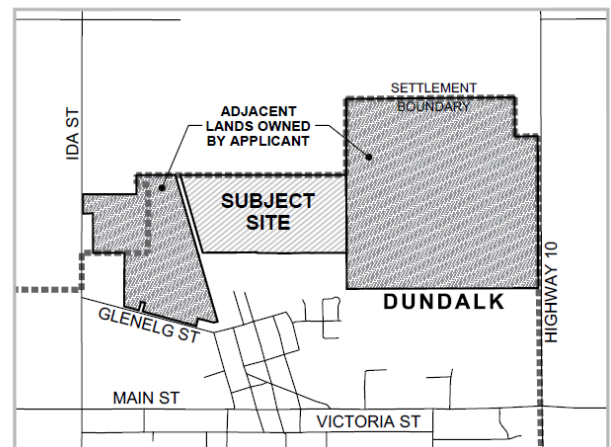 SETTLEMENT
BOUNDARY
ADJACENT
LANDS OWNED
BY APPLICANT
IDA ST
SUBJECT
SITE
HIGHWAY 10
DUNDALK
GLENELG ST
MAIN ST
VICTORIA ST